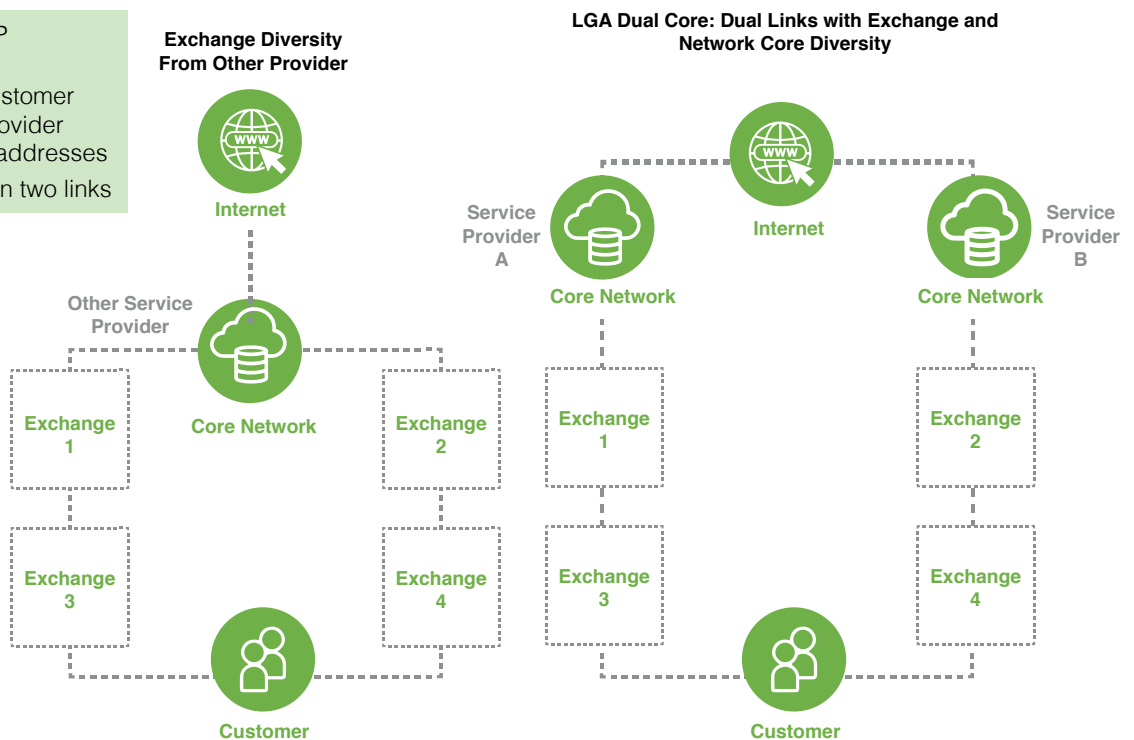 P
stomer
ovider
addresses
n two links
Exchange Diversity
From Other Provider
www
Internet
Other Service
Provider
Core Network
Exchange
1
Exchange
2
Exchange
3
Exchange
4
Customer
LGA Dual Core: Dual Links with Exchange and
Network Core Diversity
www
Internet
Service
Provider
A
Core Network
Service
Provider
B
Core Network
Exchange
1
Exchange
2
Exchange
3
Exchange
4
Customer